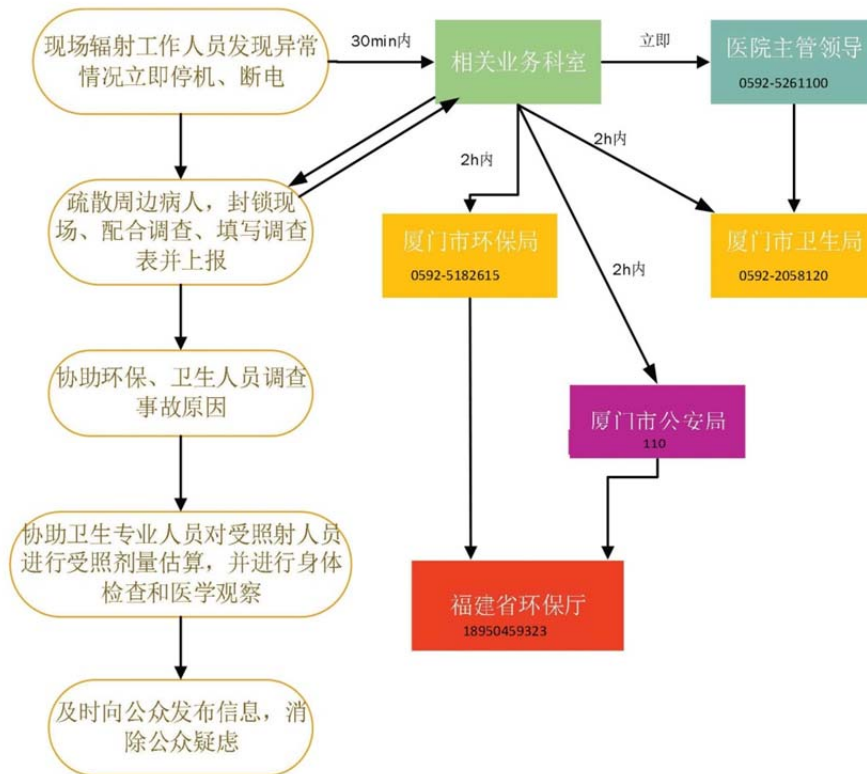 现场辐射工作人员发现异常
情况立即停机、断电
30min内
相关业务科室
立即
医院主管领导
0592-5261100
2h内
2h内
疏散周边病人，封锁现
场、配合调查、填写调查
表并上报
厦门市环保局
0592-5182615
2h内
厦门市卫生局
0592-2058120
协助环保、卫生人员调查
事故原因
厦门市公安局
110
协助卫生专业人员对受照射人员
进行受照剂量估算，并进行身体
检查和医学观察
福建省环保厅
18950459323
及时向公众发布信息，消
除公众疑虑